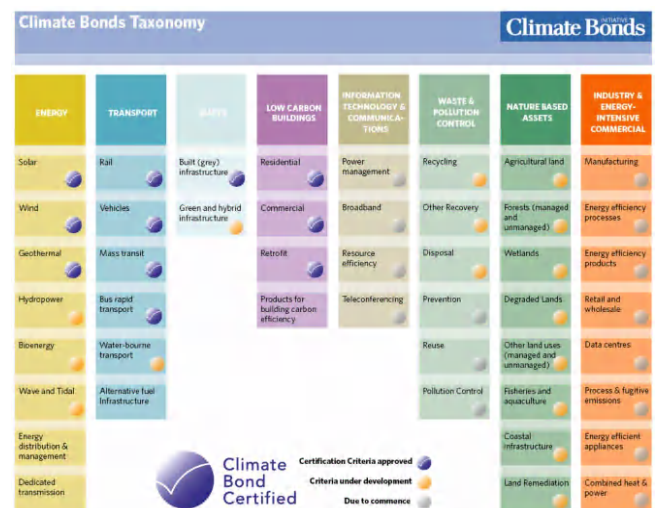 Climate Bonds Taxonomy
Climate Bonds
INITIATIVE
ENERGY
Solar
Wind
Geothermal
Hydropower
Bioenergy
Wave and Tidal
Energy
distribution &
management
Dedicated
transmission
TRANSPORT
Rail
Vehicles
Mass transit
Bus rapid
transport
Water-bourne
transport
Alternative fuel
Infrastructure
WATER
Built (grey)
infrastructure
Green and hybrid
infrastructure
LOW CARBON
BUILDINGS
Residential
Commercial
Retrofit
Products for
building carbon
efficiency
INFORMATION
TECHNOLOGY &
COMMUNICA-
TIONS
Power
management
Broadband
Resource
efficiency
Teleconferencing
WASTE &
POLLUTION
CONTROL
Recycling
Other Recovery
Disposal
Prevention
Reuse
Pollution Control
NATURE BASED
ASSETS
Agricultural land
Forests (managed
and
unmanaged)
Wetlands
Degraded Lands
Other land uses
(managed and
unmanaged)
Fisheries and
aquaculture
Coastal
infrastructure
Land Remediation
INDUSTRY &
ENERGY-
INTENSIVE
COMMERCIAL
Manufacturing
Energy efficiency
processes
Energy efficiency
products
Retail and
wholesale
Data centres
Process & fugitive
emissions
Energy efficient
appliances
Combined heat &
power
Climate
Bond
Certified
Certification Criteria approved
Criteria under development
Due to commance